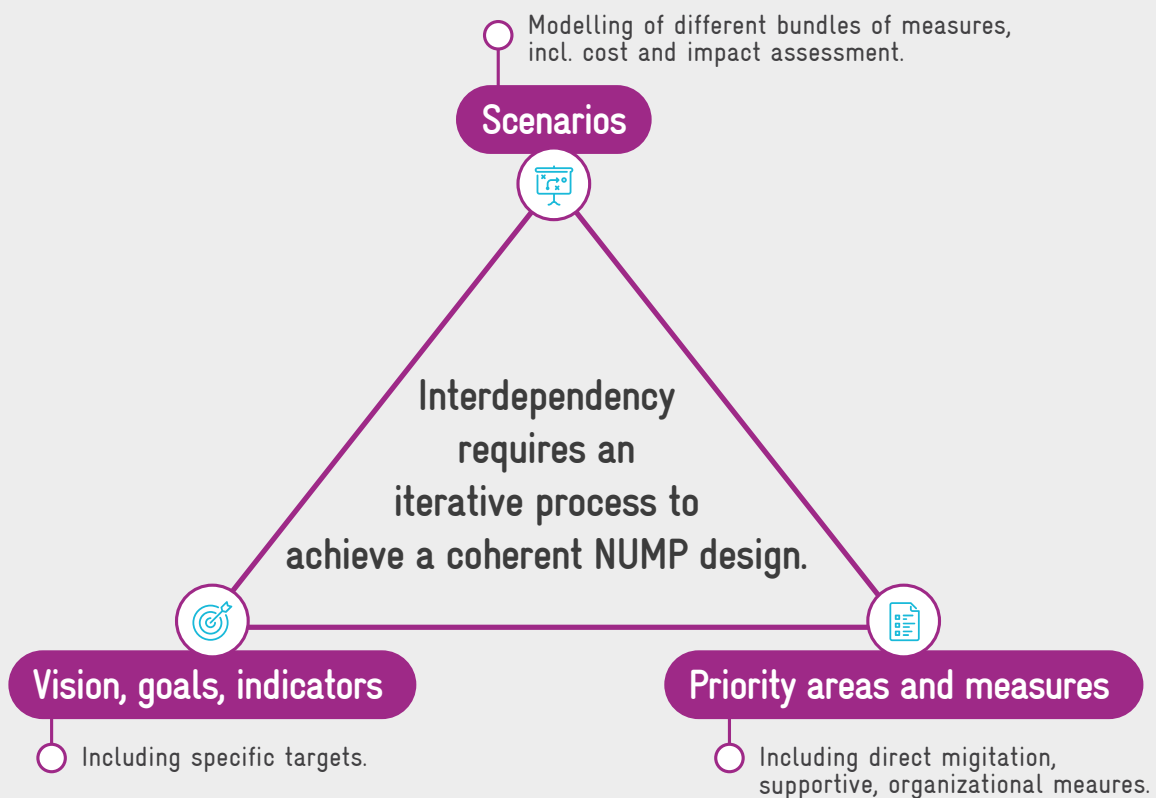 Modelling of different bundles of measures,
incl. cost and impact assessment.
Scenarios
Interdependency
requires an
iterative process to
achieve a coherent NUMP design.
Vision, goals, indicators
Including specific targets.
Priority areas and measures
Including direct migitation,
supportive, organizational meaures.